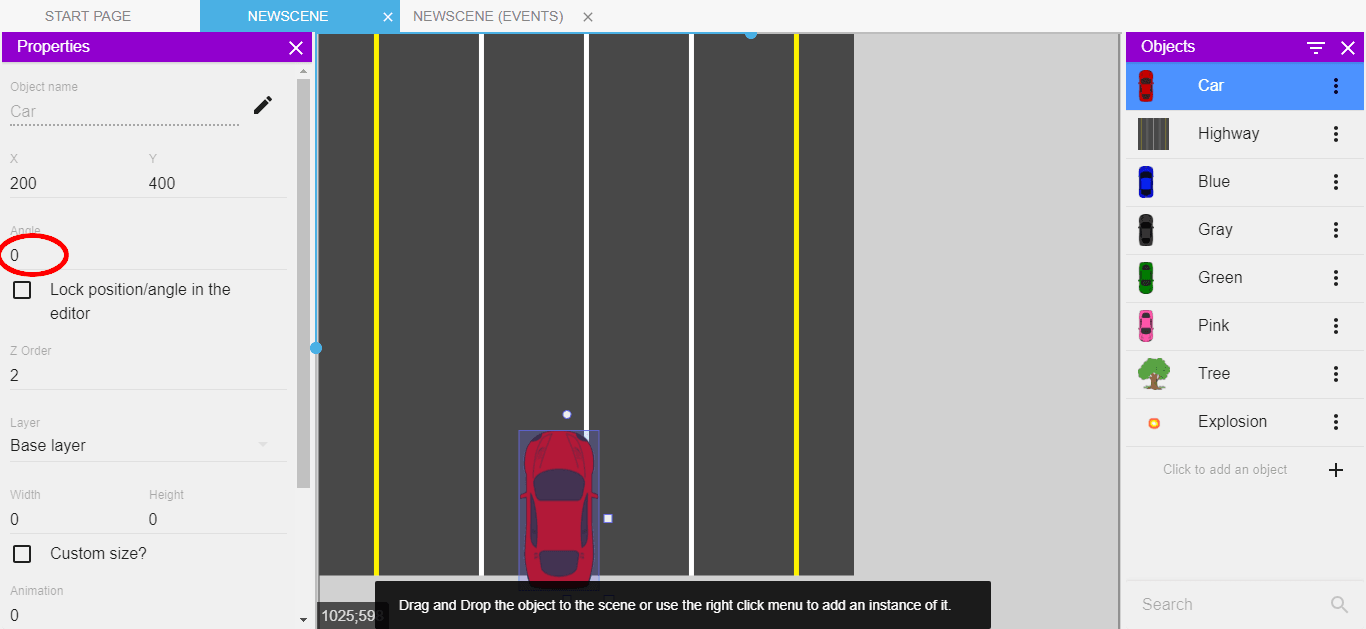 START PAGE
NEWSCENE
NEWSCENE (EVENTS)
Properties
Object name
Car
X
Y
200
400
Angle
0
Lock position/angle in the
editor
Z Order
2
Layer
Base layer
Width
Height
0
0
Custom size?
Animation
0
1025;598
Drag and Drop the object to the scene or use the right click menu to add an instance of it.
Objects
Car
Highway
Blue
Gray
Green
Pink
Tree
Explosion
Click to add an object
Search